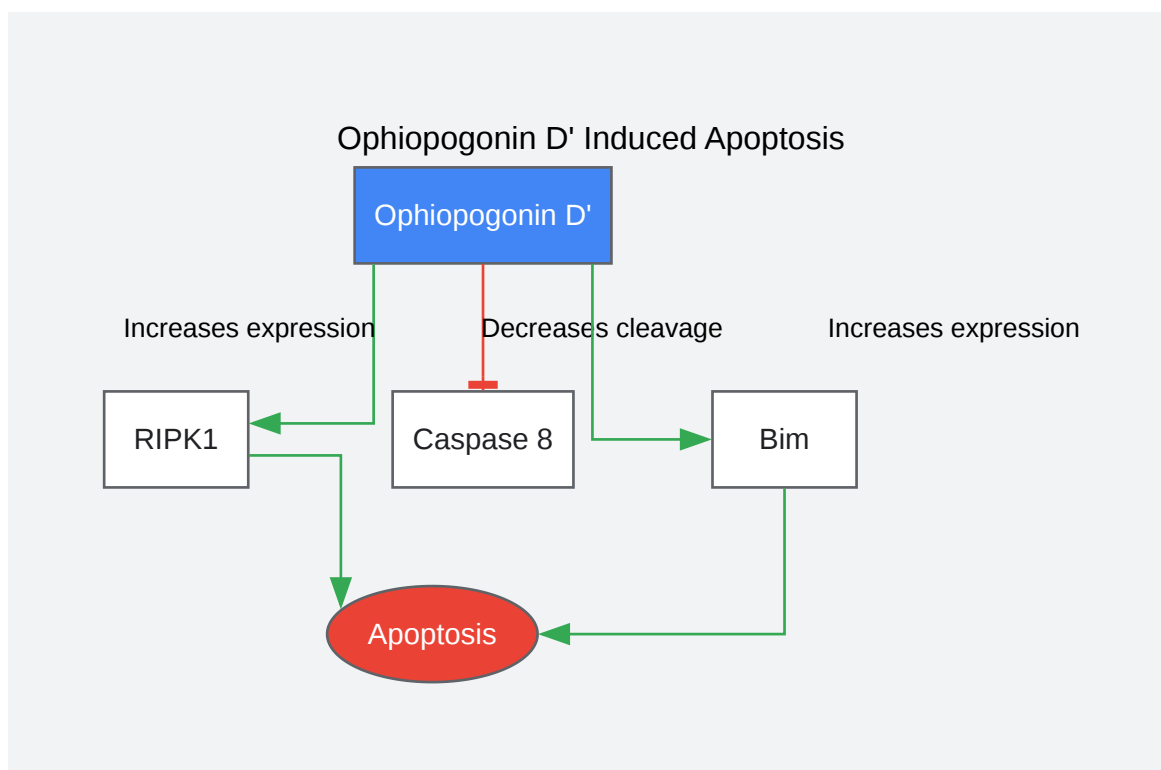 Ophiopogonin D' Induced Apoptosis
Ophiopogonin D'
Increases expression
Decreases cleavage
Increases expression
RIPK1
Caspase 8
Bim
Apoptosis